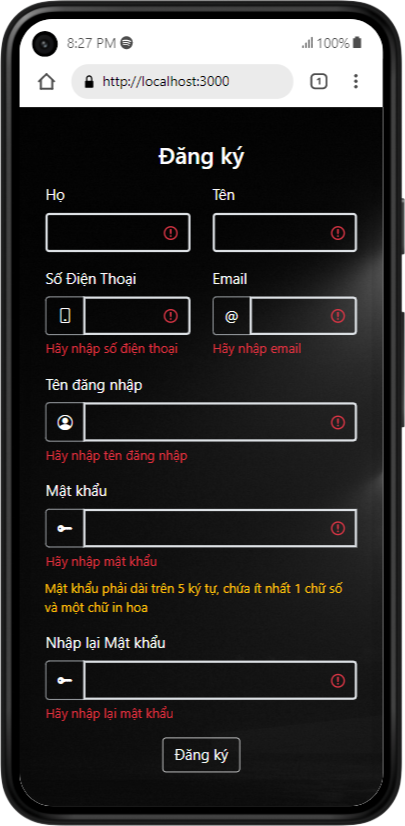 8:27 PM 100%
http://localhost:3000 1
Đăng ký
Họ Tên
Số Điện Thoại Email
@
Hãy nhập số điện thoại Hãy nhập email
Tên đăng nhập
Hãy nhập tên đăng nhập
Mật khẩu
Hãy nhập mật khẩu
Mật khẩu phải dài trên 5 ký tự, chứa ít nhất 1 chữ số
và một chữ in hoa
Nhập lại Mật khẩu
Hãy nhập lại mật khẩu
Đăng ký